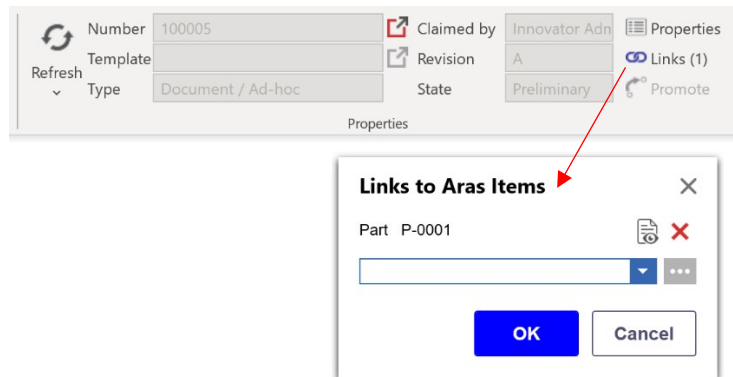 Number 100005 Claimed by Innovator Adn Properties
Refresh Template Revision A Links (1)
Type Document / Ad-hoc State Preliminary Promote
Properties
Links to Aras Items
Part P-0001
OK Cancel